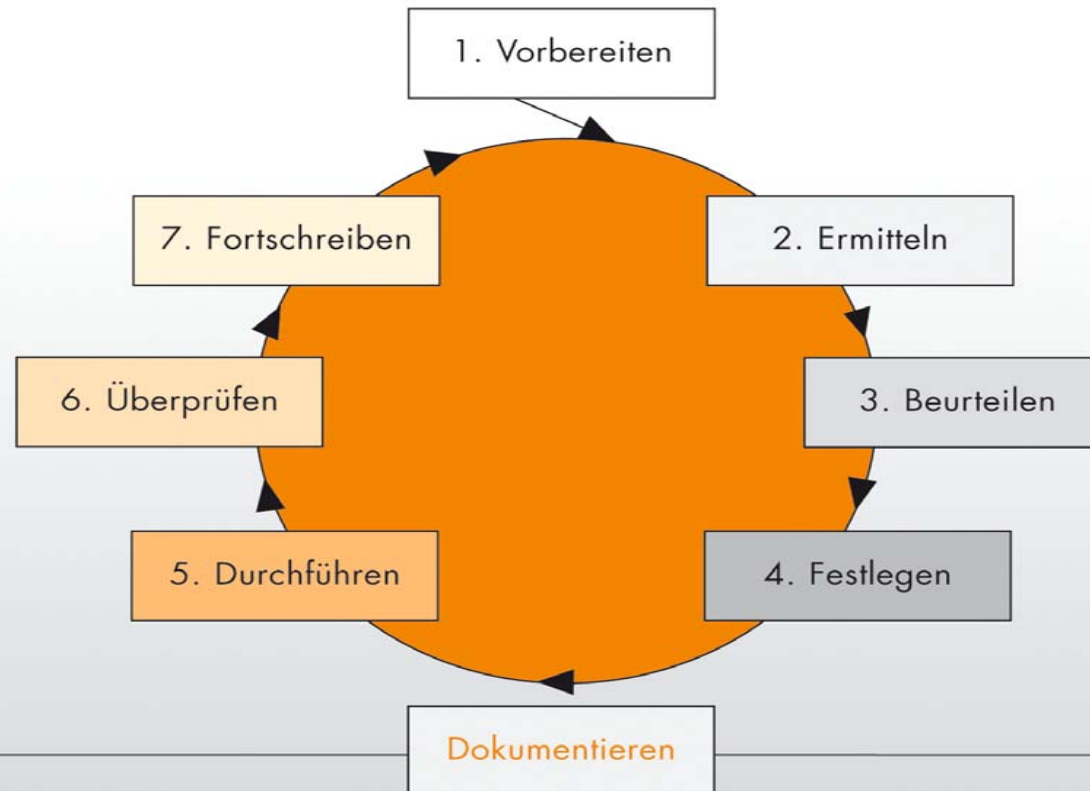 1. Vorbereiten
2. Ermitteln
3. Beurteilen
4. Festlegen
5. Durchführen
6. Überprüfen
7. Fortschreiben
Dokumentieren